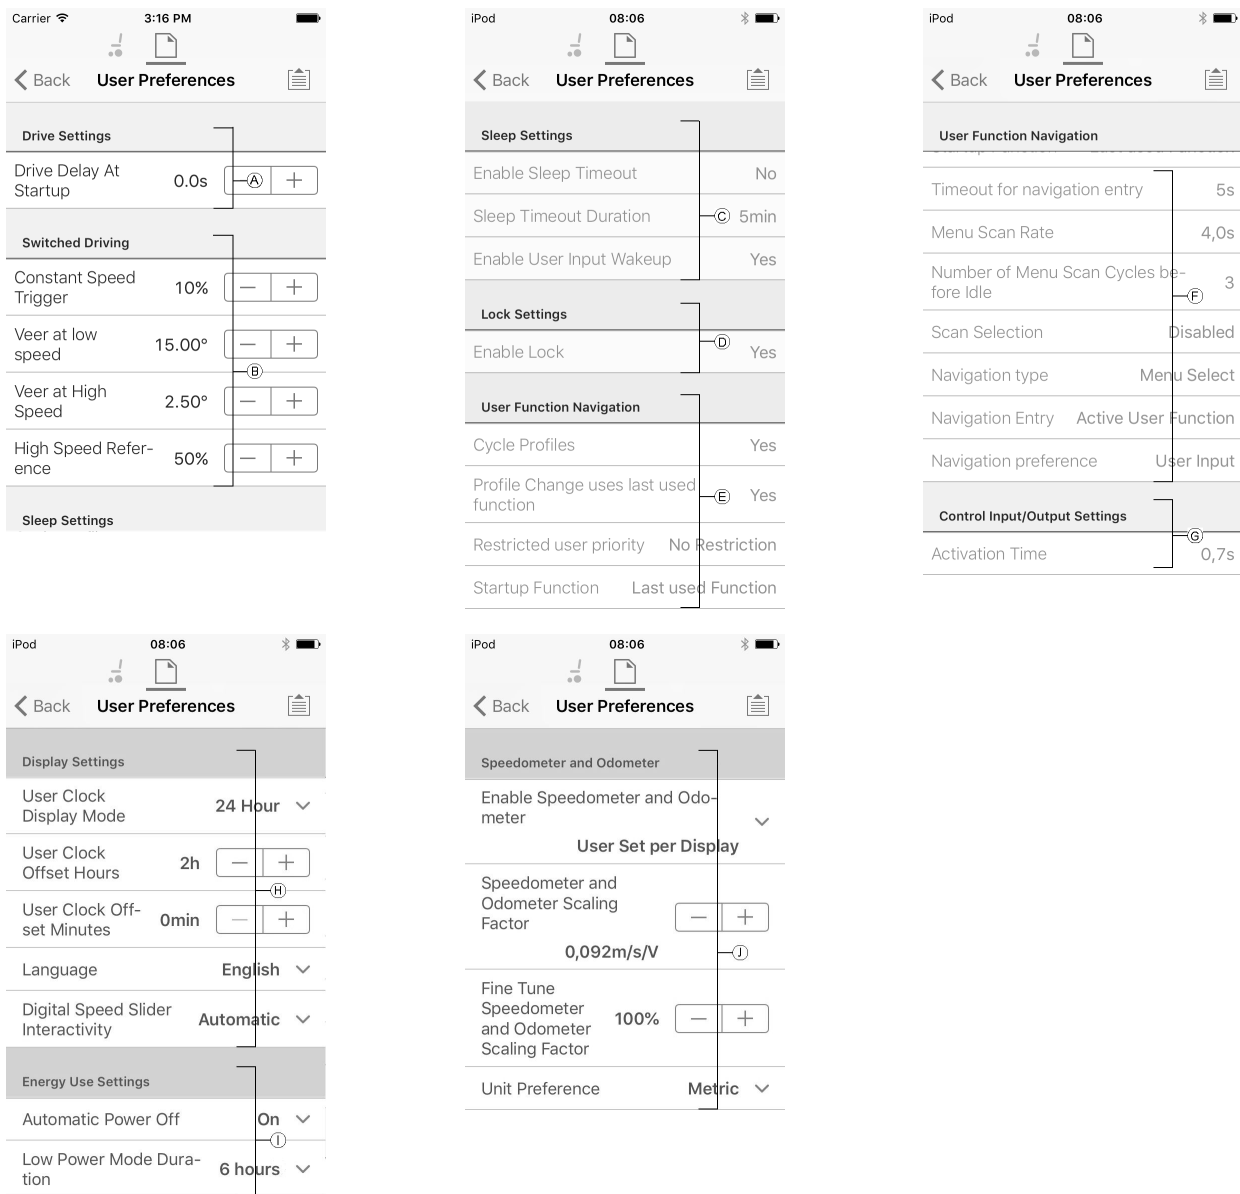 Carrier 3:16 PM
Back User Preferences
Drive Settings
Drive Delay At
Startup
0.0s
A
Switched Driving
Constant Speed
Trigger
10%
Veer at low
speed
15.00°
B
Veer at High
Speed
2.50°
High Speed Refer-
ence
50%
Sleep Settings
iPod 08:06
Back User Preferences
Sleep Settings
Enable Sleep Timeout No
Sleep Timeout Duration C 5min
Enable User Input Wakeup Yes
Lock Settings
D
Enable Lock Yes
User Function Navigation
Cycle Profiles Yes
Profile Change uses last used
function
E Yes
Restricted user priority No Restriction
Startup Function Last used Function
iPod 08:06
Back User Preferences
User Function Navigation
Timeout for navigation entry 5s
Menu Scan Rate 4,0s
Number of Menu Scan Cycles be-
fore Idle
3
F
Scan Selection Disabled
Navigation type Menu Select
Navigation Entry Active User Function
Navigation preference User Input
Control Input/Output Settings
G
Activation Time 0,7s
iPod 08:06
Back User Preferences
Display Settings
User Clock
Display Mode
24 Hour
User Clock
Offset Hours
2h
H
User Clock Off-
set Minutes
0min
Language English
Digital Speed Slider
Interactivity
Automatic
Energy Use Settings
Automatic Power Off On
I
Low Power Mode Dura-
tion
6 hours
iPod 08:06
Back User Preferences
Speedometer and Odometer
Enable Speedometer and Odo-
meter
User Set per Display
Speedometer and
Odometer Scaling
Factor
0,092m/s/V
J
Fine Tune
Speedometer
and Odometer
Scaling Factor
100%
Unit Preference Metric